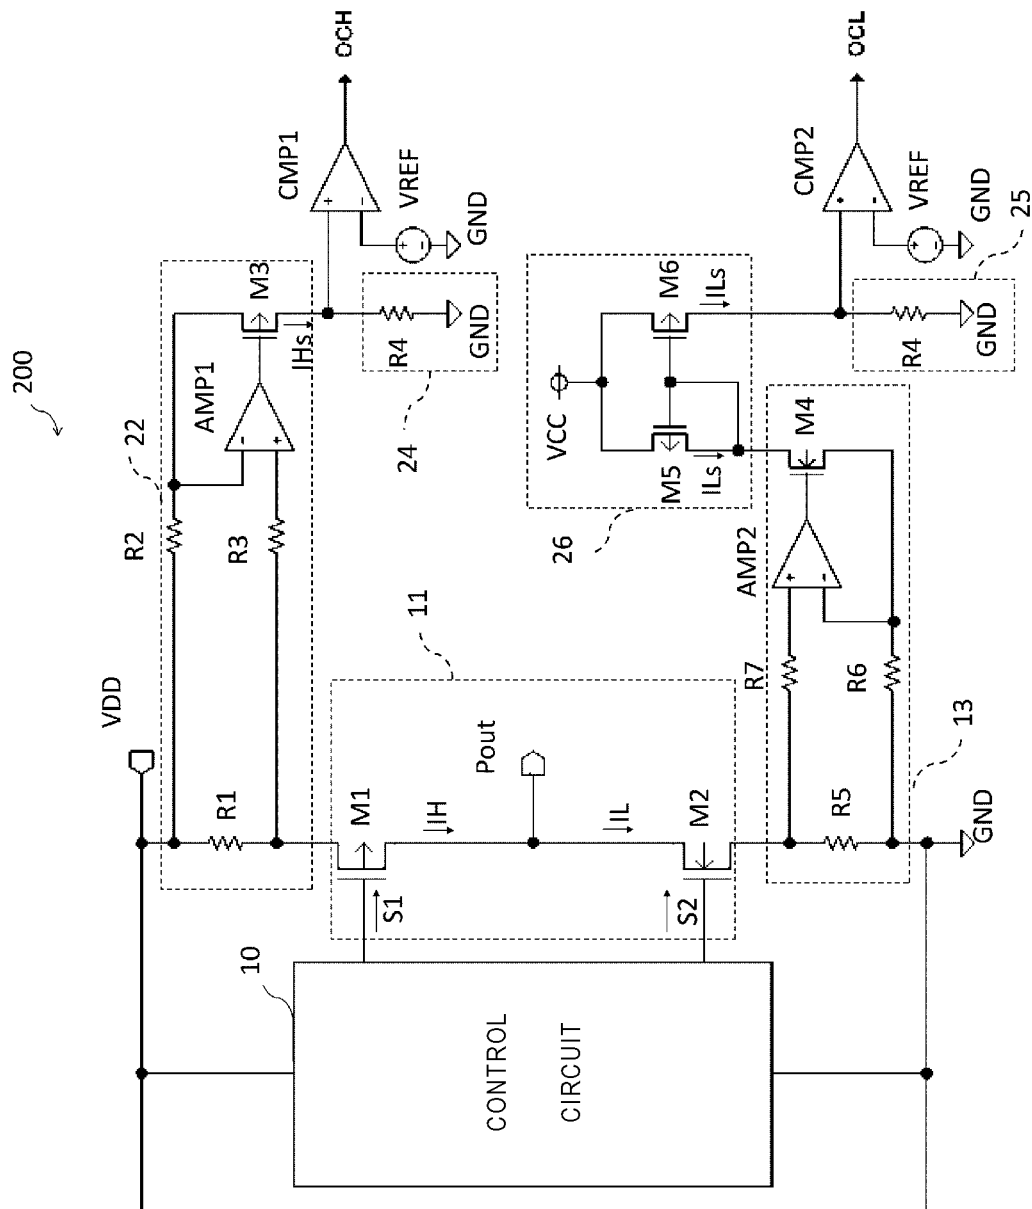 200
VDD
22
R2
R3
R1
AMP1
M3
IHs
24
R4
GND
CMP1
VREF
GND
OCH
10
CONTROL
CIRCUIT
S1
S2
11
M1
IH
Pout
IL
M2
26
VCC
M5
ILs
M6
ILs
R7
R6
R5
AMP2
M4
13
GND
CMP2
VREF
GND
OCL
25
R4
GND